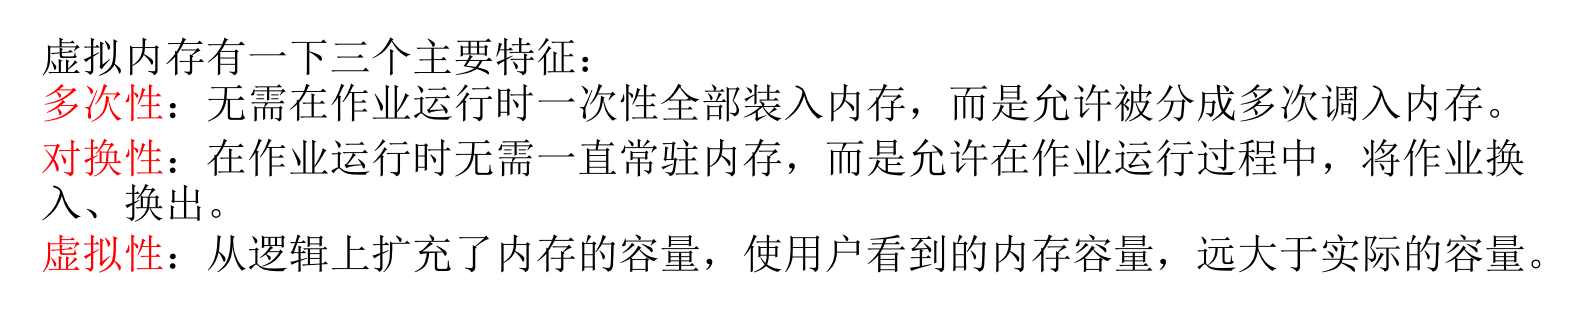 虚拟内存有一下三个主要特征：
多次性：无需在作业运行时一次性全部装入内存，而是允许被分成多次调入内存。
对换性：在作业运行时无需一直常驻内存，而是允许在作业运行过程中，将作业换
入、换出。
虚拟性：从逻辑上扩充了内存的容量，使用户看到的内存容量，远大于实际的容量。